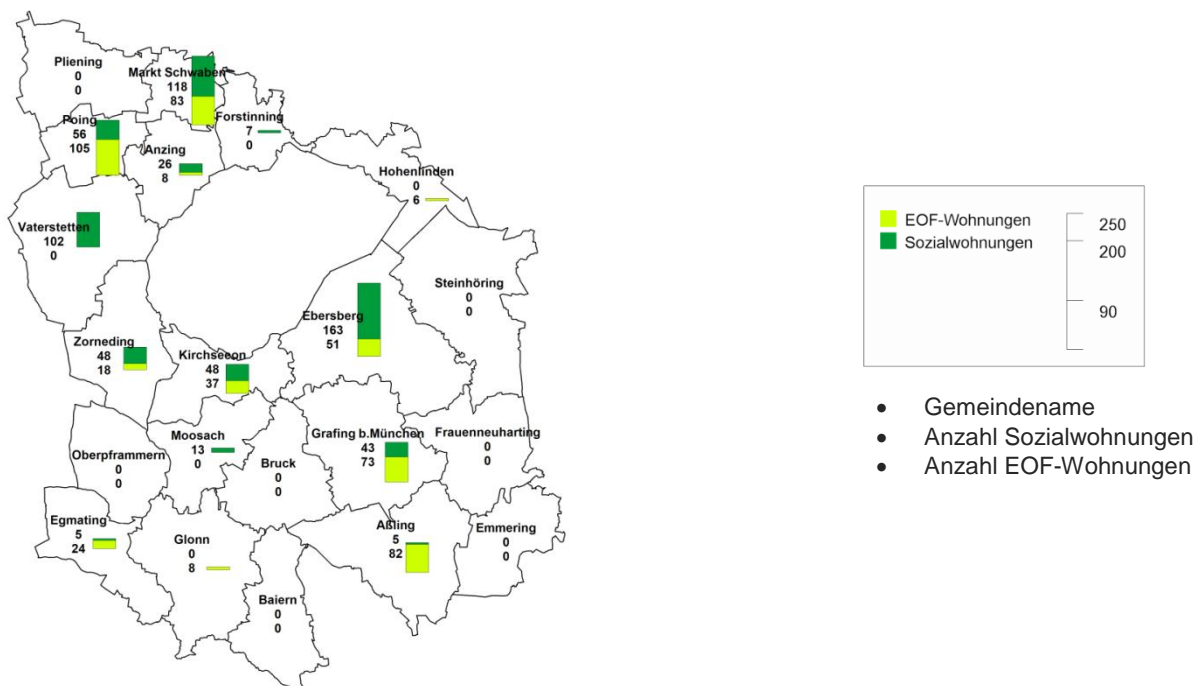 Pliening
0
0
Markt Schwaben
118
83
Forstinning
7
0
Poing
56
105
Anzing
26
8
Hohenlinden
0
6
Vaterstetten
102
0
Steinhöring
0
0
Ebersberg
163
51
Zorneding
48
18
Kirchseeon
48
37
Moosach
13
0
Grafing b.München
43
73
Frauenneuharting
0
0
Oberpframmern
0
0
Bruck
0
0
Egmating
5
24
Glonn
0
8
Aßling
5
82
Emmering
0
0
Baiern
0
0
EOF-Wohnungen
Sozialwohnungen
250
200
90
• Gemeindename
• Anzahl Sozialwohnungen
• Anzahl EOF-Wohnungen